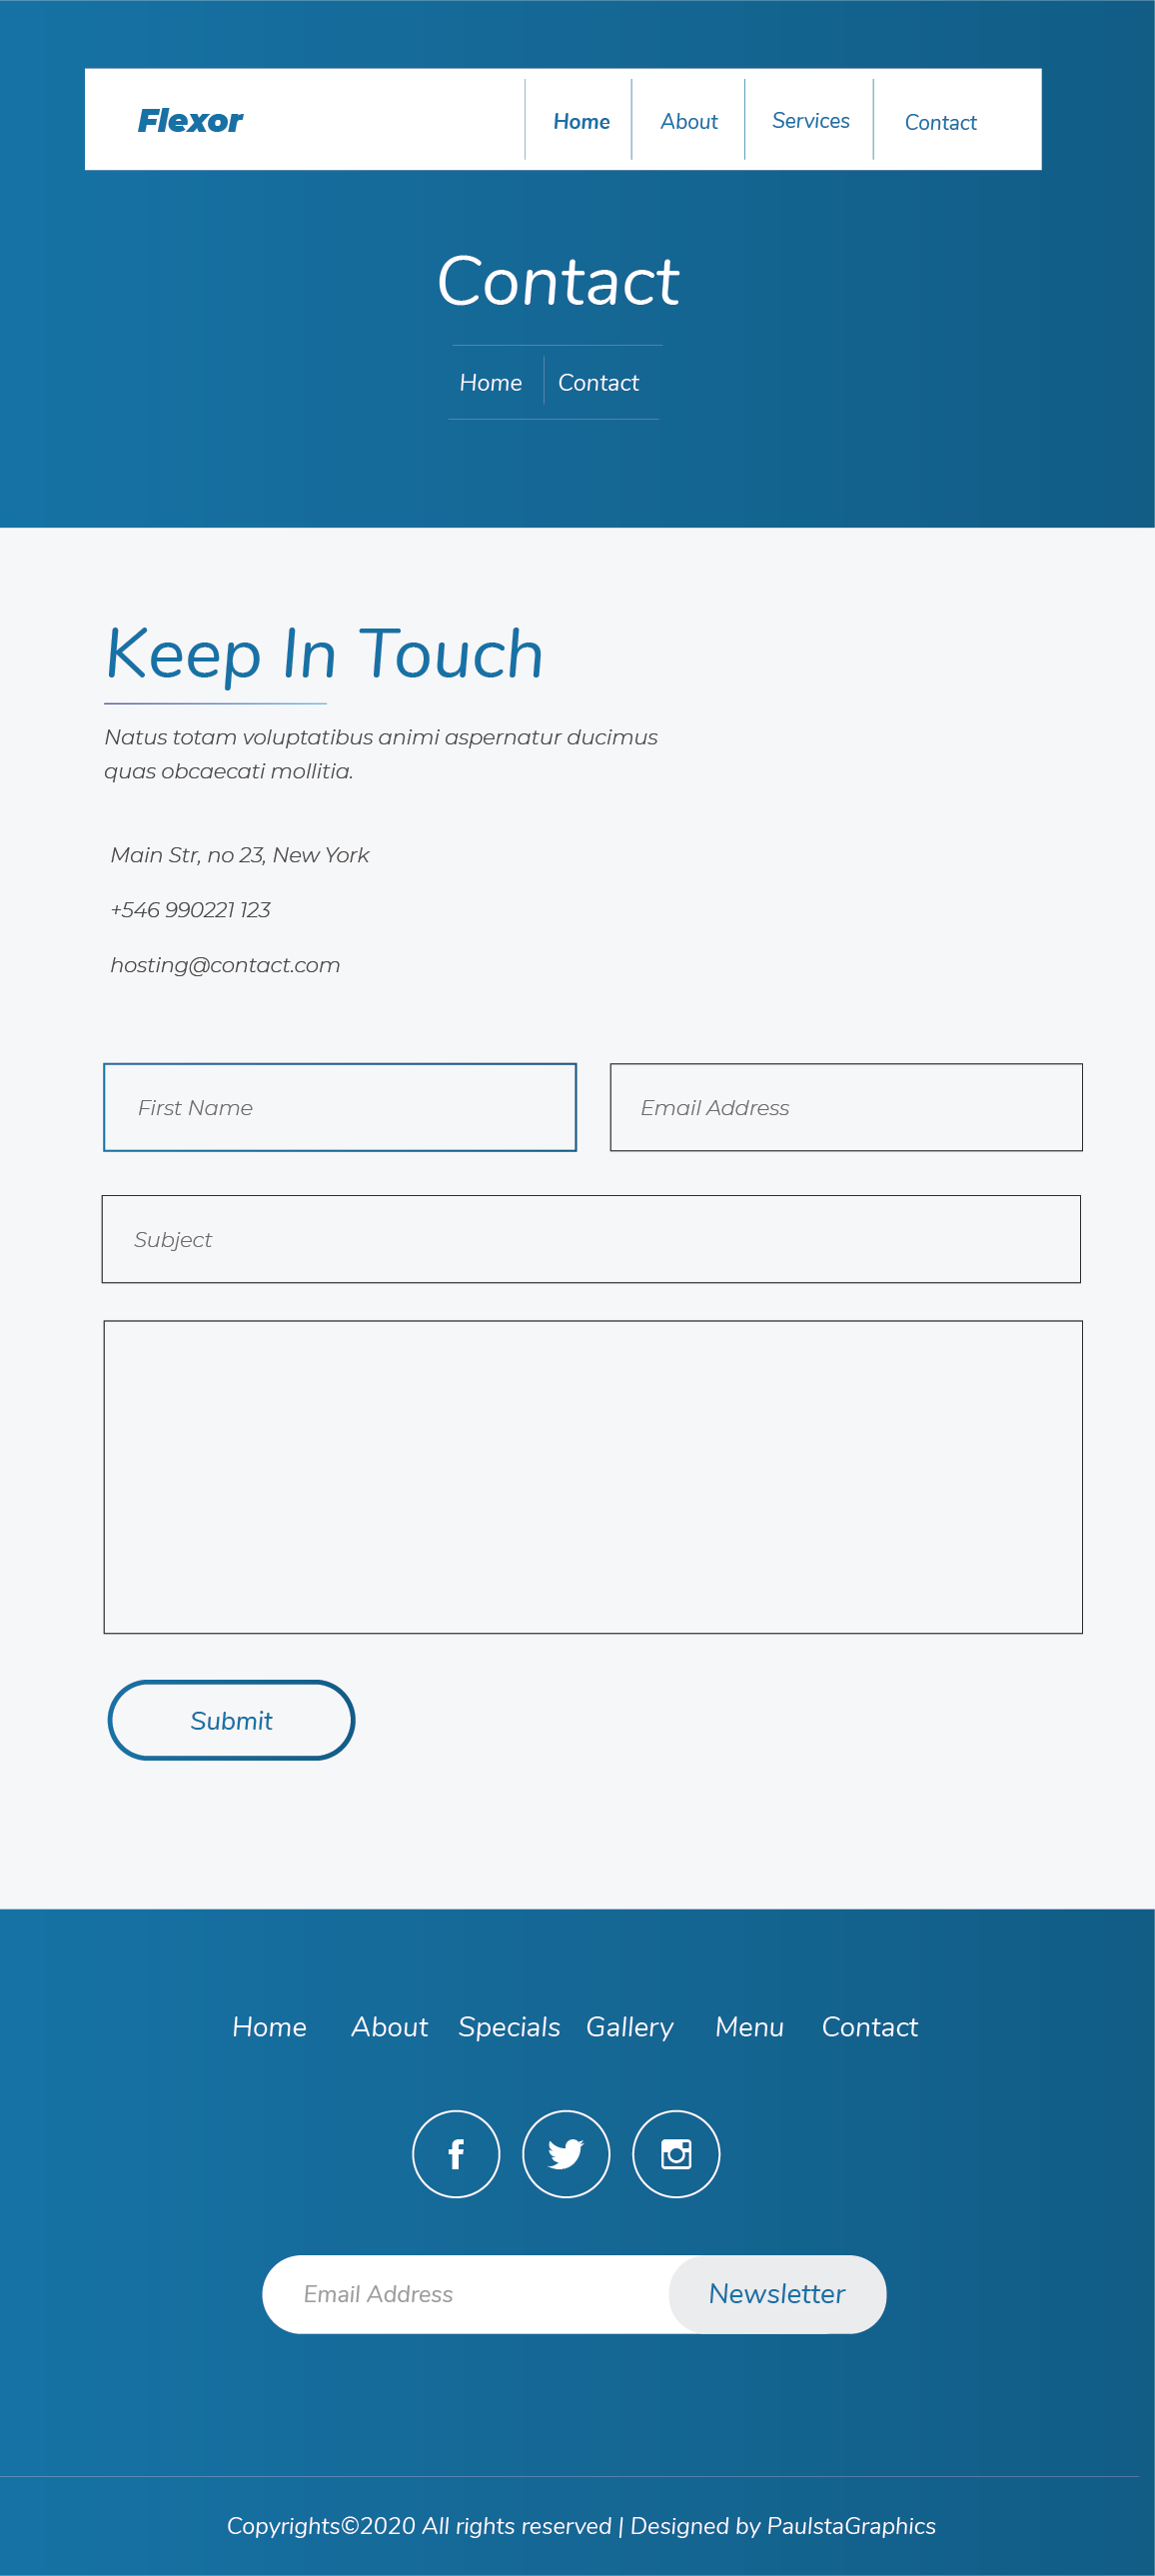 Flexor
Home
About
Services
Contact
Contact
Home
Contact
Keep In Touch
Natus totam voluptatibus animi aspernatur ducimus
quas obcaecati mollitia.
Main Str, no 23, New York
+546 990221 123
hosting@contact.com
First Name
Email Address
Subject
Submit
Home
About
Specials
Gallery
Menu
Contact
Email Address
Newsletter
Copyrights©2020 All rights reserved | Designed by PaulstaGraphics